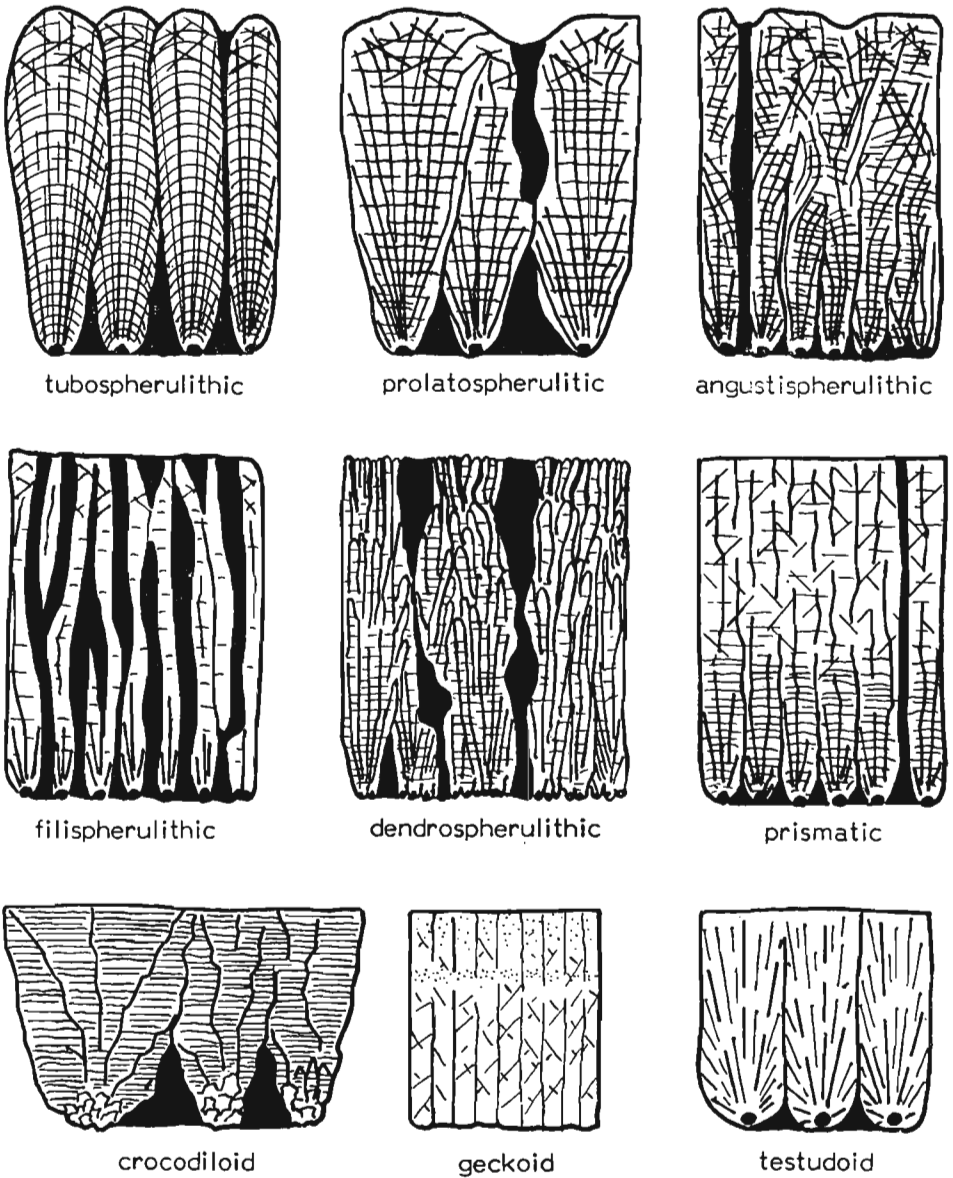 tubospherulithic
prolatospherulitic
angustispherulithic
filispherulithic
dendrospherulithic
prismatic
crocodiloid
geckoid
testudoid